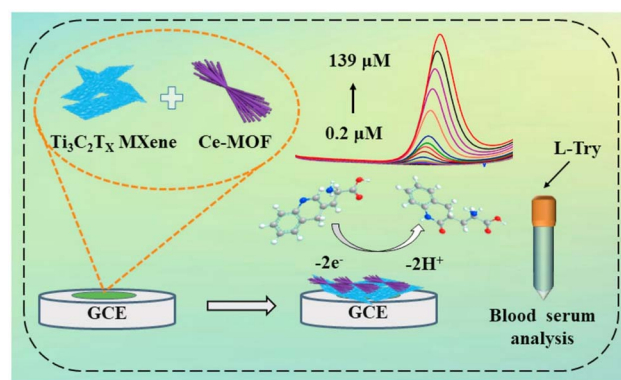 139 µM
0.2 µM
Ti₃C₂Tₓ MXene
Ce-MOF
L-Try
-2e⁻
-2H⁺
GCE
GCE
Blood serum
analysis